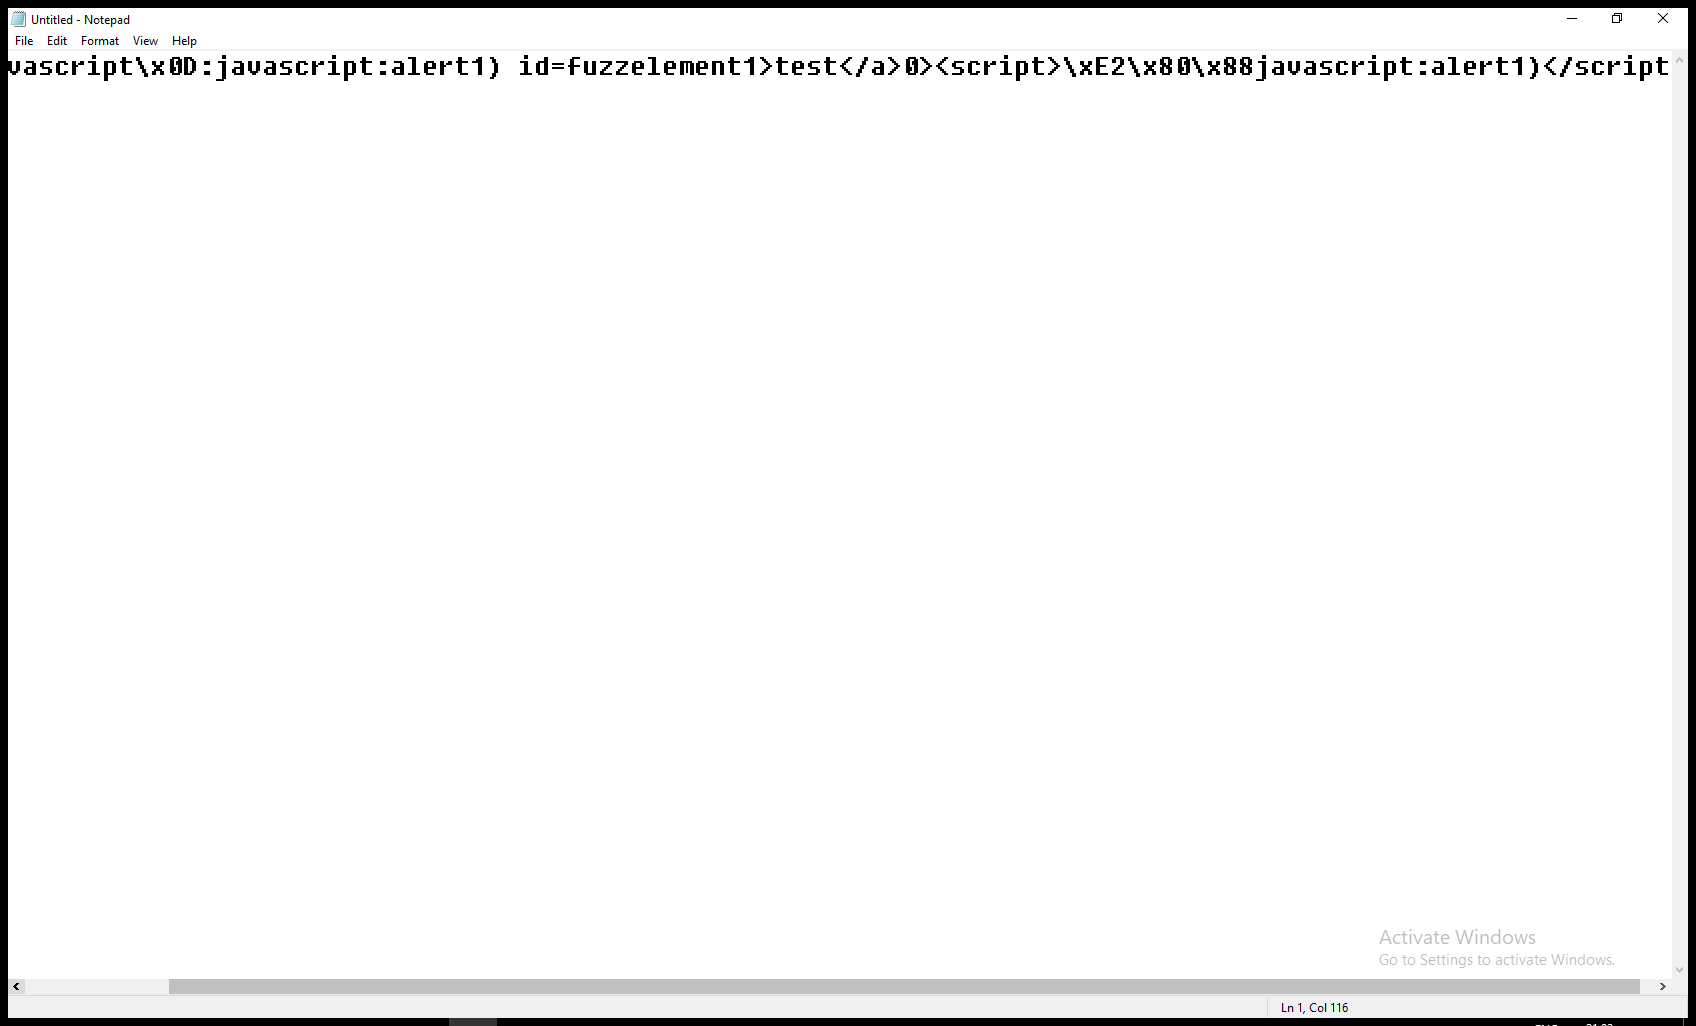 Untitled - Notepad
File Edit Format View Help
vascript\x0D:javascript:alert1) id=fuzzelement1>test</a>0><script>\xE2\x80\x88javascript:alert1)</script
Activate Windows
Go to Settings to activate Windows.
Ln 1, Col 116